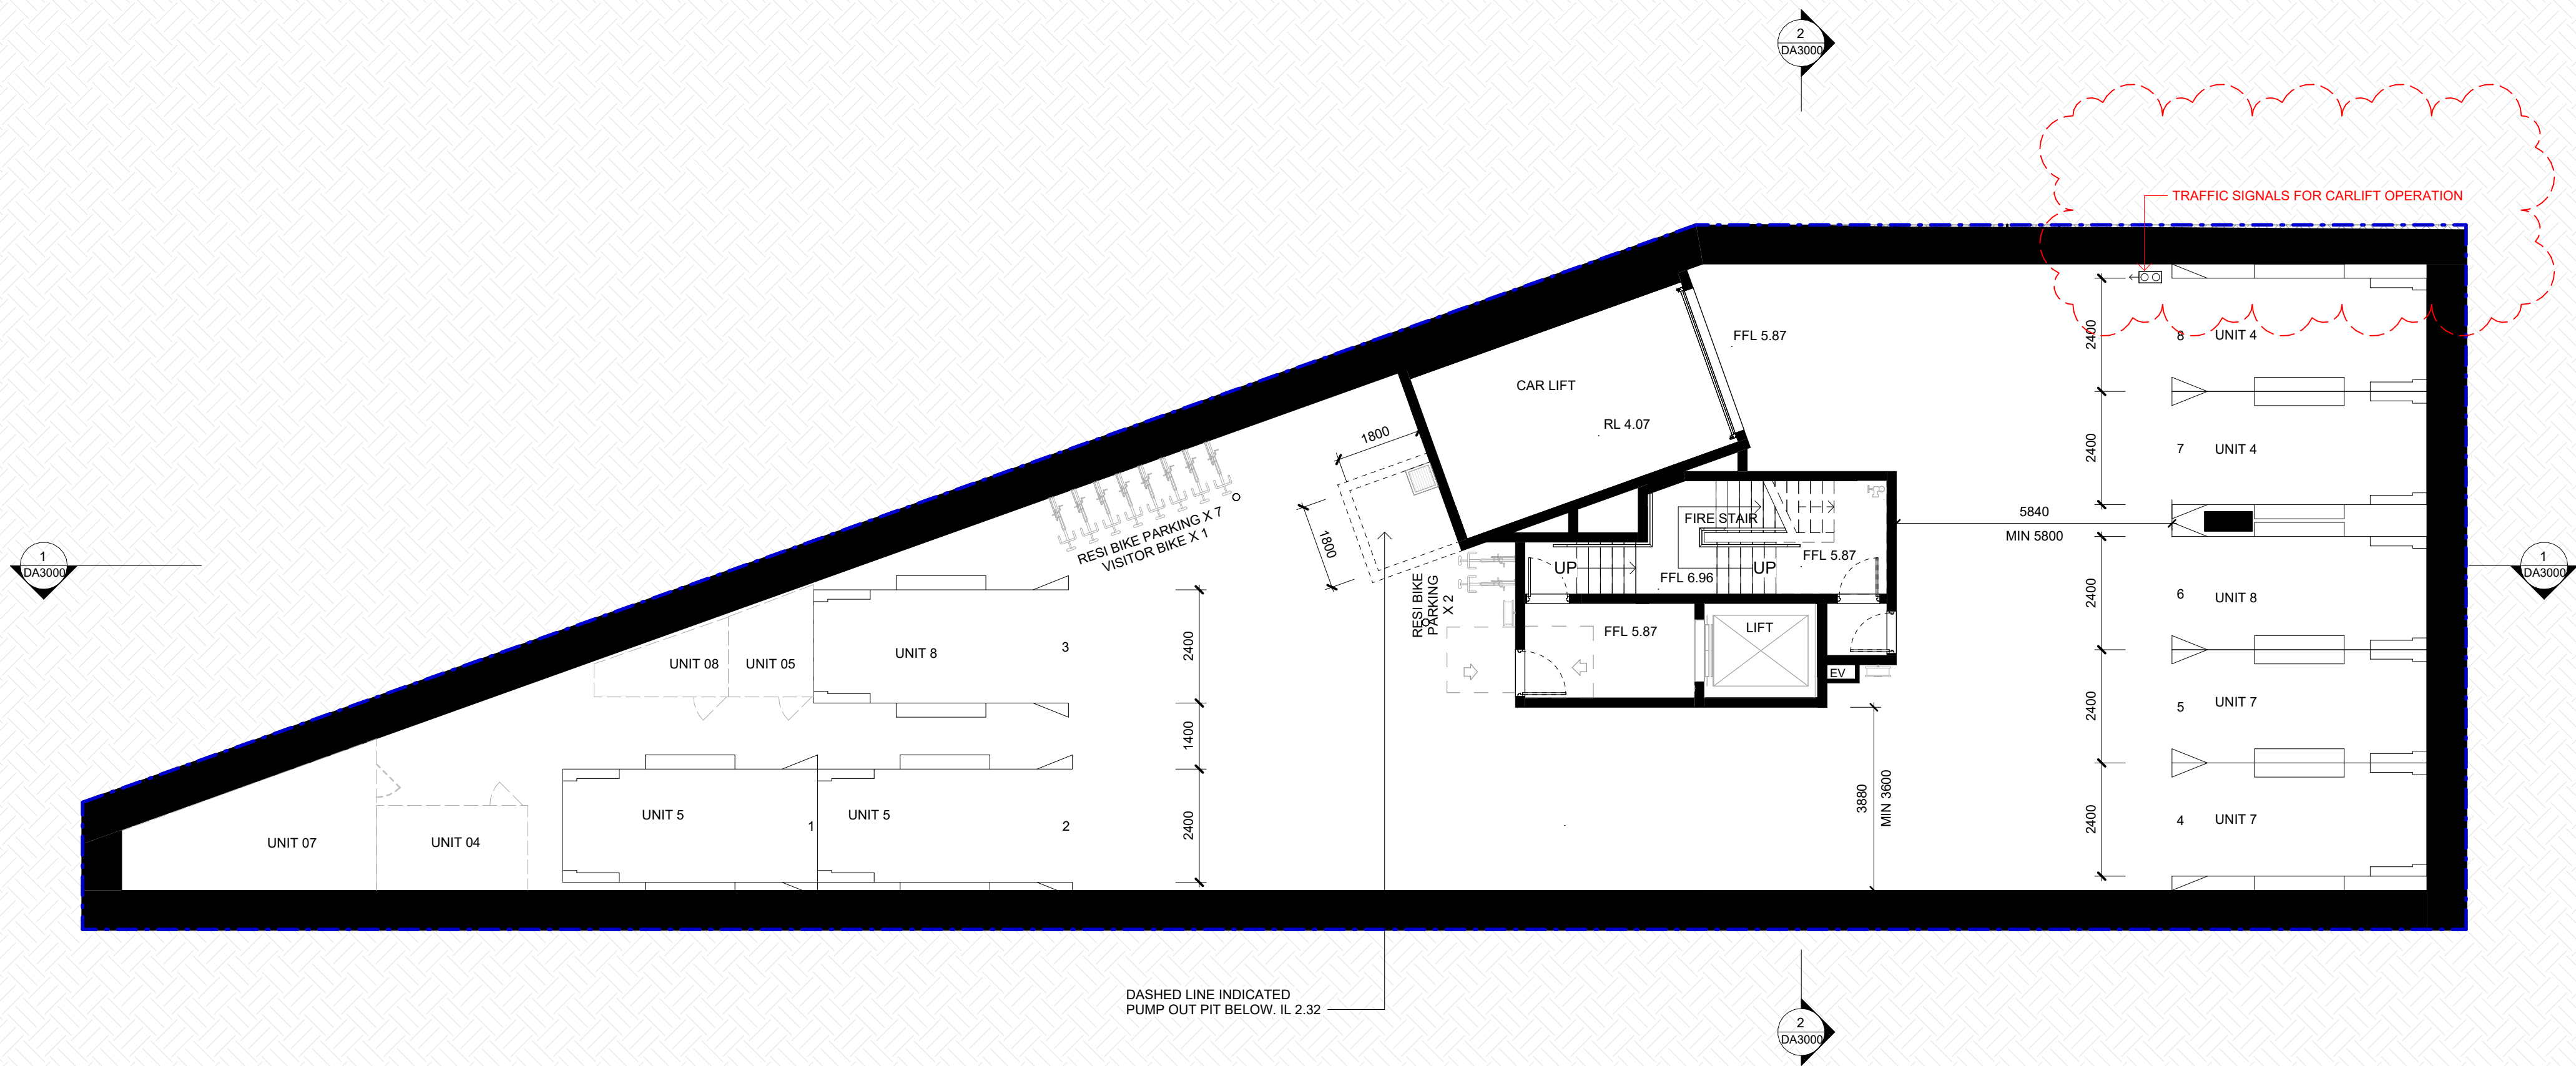 2
DA3000
TRAFFIC SIGNALS FOR CARLIFT OPERATION
FFL 5.87
2400
8
UNIT 4
CAR LIFT
RL 4.07
1800
2400
7
UNIT 4
5840
MIN 5800
FIRE STAIR
FFL 5.87
RESI BIKE PARKING X 7
VISITOR BIKE X 1
1800
1
DA3000
UP
FFL 6.96
UP
1
DA3000
RESI BIKE
PARKING
X 2
2400
6
UNIT 8
FFL 5.87
LIFT
EV
UNIT 08
UNIT 05
UNIT 8
3
2400
2400
5
UNIT 7
1400
3880
MIN 3600
UNIT 07
UNIT 04
UNIT 5
1
UNIT 5
2
2400
2400
4
UNIT 7
DASHED LINE INDICATED
PUMP OUT PIT BELOW. IL 2.32
2
DA3000